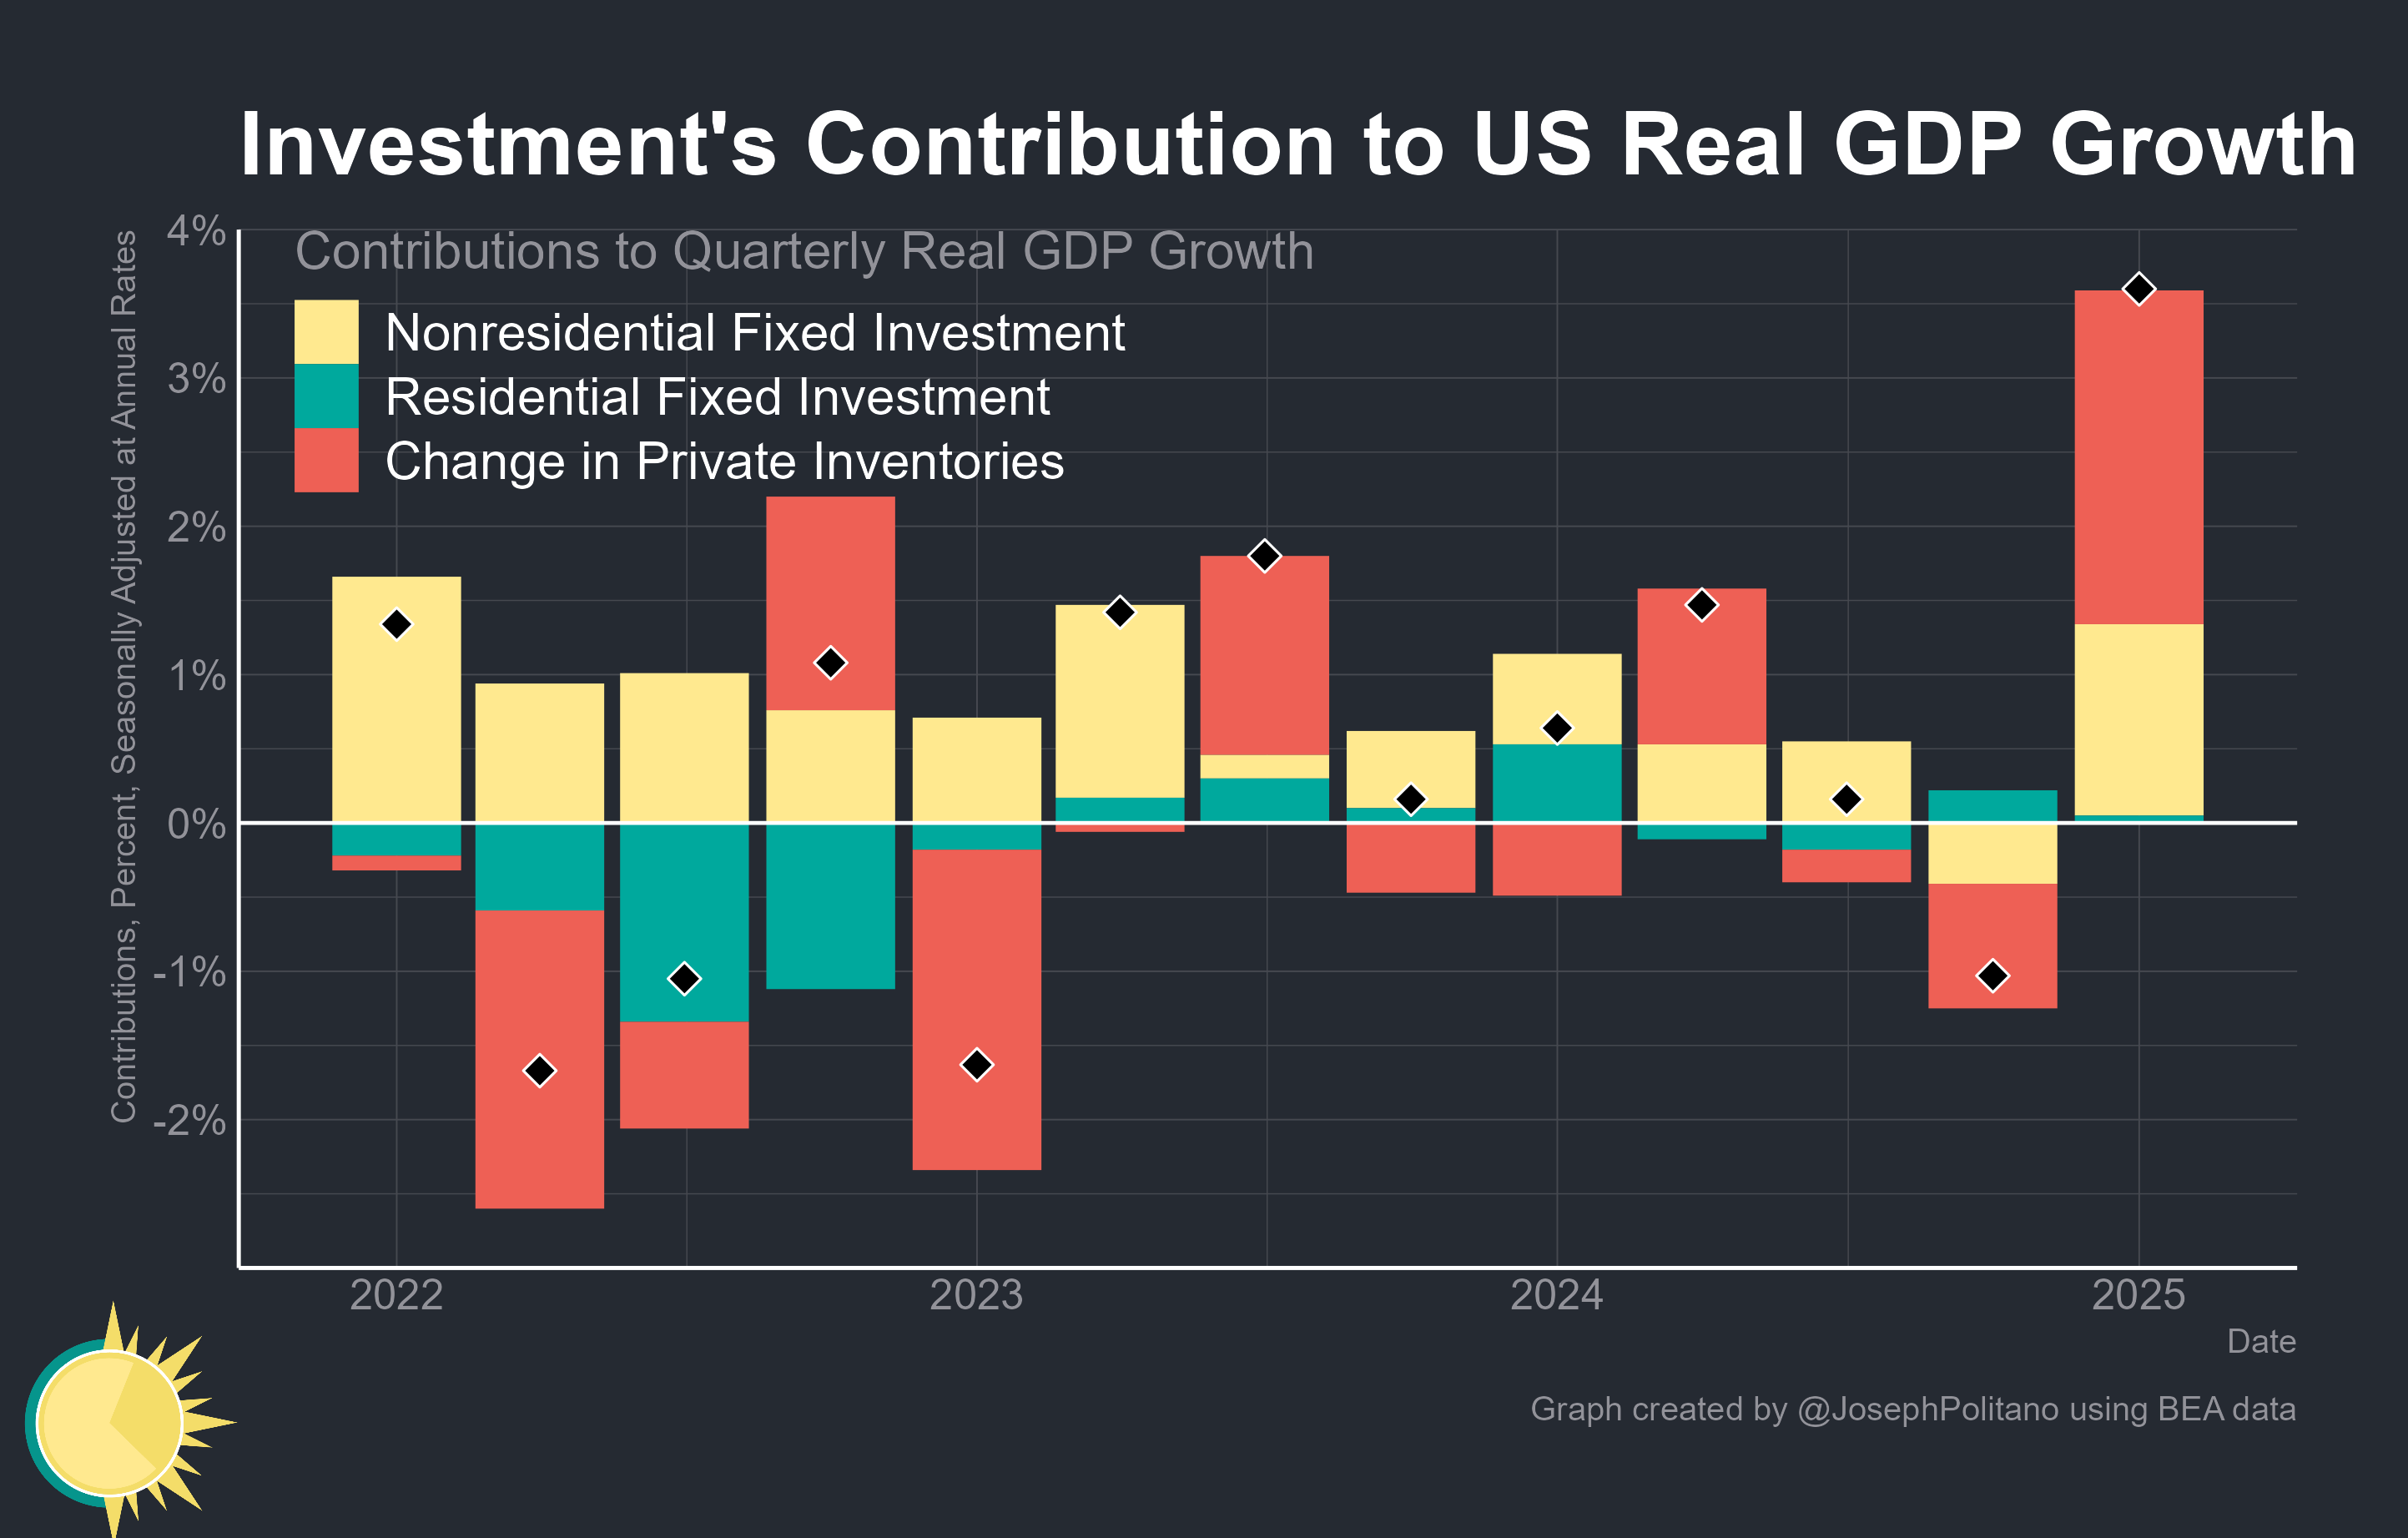 Investment's Contribution to US Real GDP Growth
Contributions, Percent, Seasonally Adjusted at Annual Rates
4%
3%
2%
1%
0%
-1%
-2%
Contributions to Quarterly Real GDP Growth
Nonresidential Fixed Investment
Residential Fixed Investment
Change in Private Inventories
2022 2023 2024 2025
Date
Graph created by @JosephPolitano using BEA data